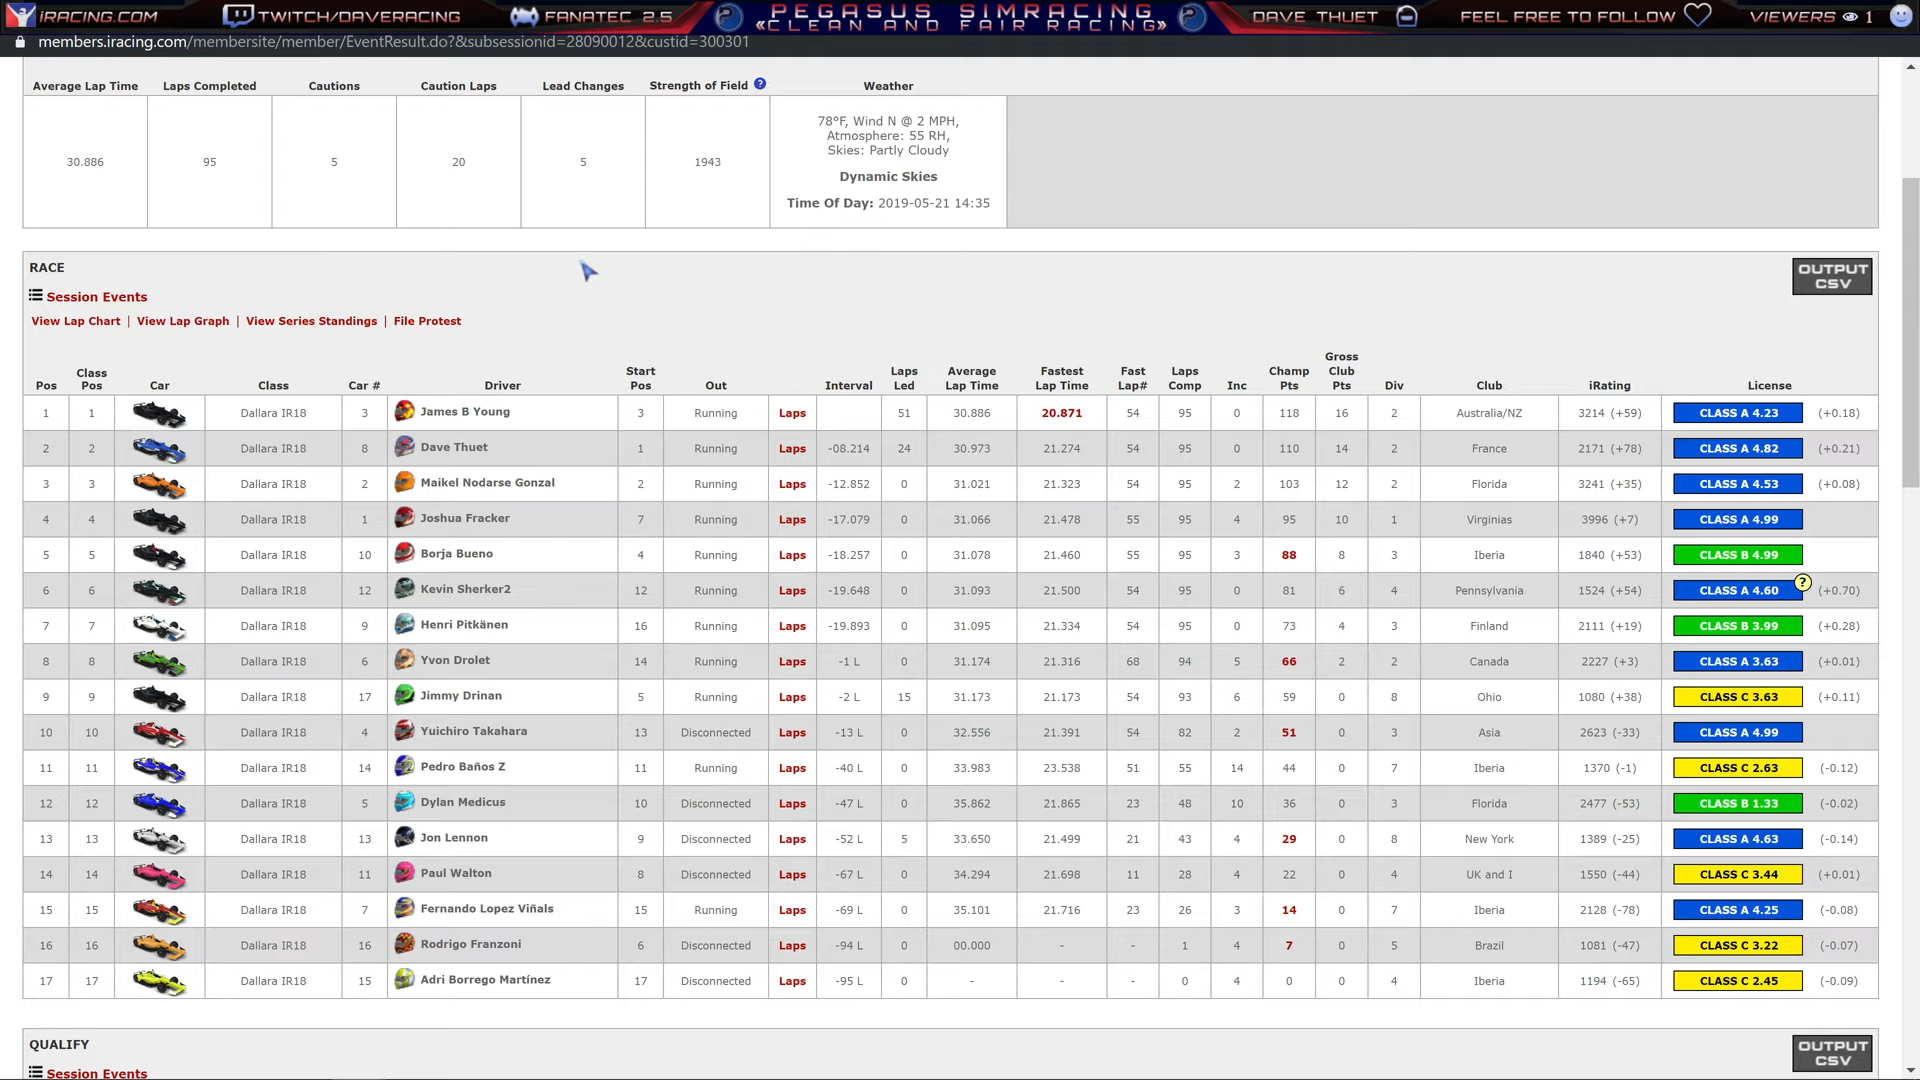 iRACING.COM TWITCH/DAVERACING FANATEC 2.5 PEGASUS SIMRACING «CLEAN AND FAIR RACING» DAVE THUET FEEL FREE TO FOLLOW VIEWERS 1
members.iracing.com/membersite/member/EventResult.do?&subsessionid=28090012&custid=300301
Average Lap Time Laps Completed Cautions Caution Laps Lead Changes Strength of Field ? Weather
30.886 95 5 20 5 1943
78°F, Wind N @ 2 MPH,
Atmosphere: 55 RH,
Skies: Partly Cloudy
Dynamic Skies
Time Of Day: 2019-05-21 14:35
RACE
OUTPUT CSV
Session Events
View Lap Chart | View Lap Graph | View Series Standings | File Protest
Pos Class Pos Car Class Car # Driver Start Pos Out Interval Laps Led Average Lap Time Fastest Lap Time Fast Lap# Laps Comp Inc Champ Pts Gross Club Pts Div Club iRating License
1 1 Dallara IR18 3 James B Young 3 Running Laps 51 30.886 20.871 54 95 0 118 16 2 Australia/NZ 3214 (+59) CLASS A 4.23 (+0.18)
2 2 Dallara IR18 8 Dave Thuet 1 Running Laps -08.214 24 30.973 21.274 54 95 0 110 14 2 France 2171 (+78) CLASS A 4.82 (+0.21)
3 3 Dallara IR18 2 Maikel Nodarse Gonzal 2 Running Laps -12.852 0 31.021 21.323 54 95 2 103 12 2 Florida 3241 (+35) CLASS A 4.53 (+0.08)
4 4 Dallara IR18 1 Joshua Fracker 7 Running Laps -17.079 0 31.066 21.478 55 95 4 95 10 1 Virginias 3996 (+7) CLASS A 4.99
5 5 Dallara IR18 10 Borja Bueno 4 Running Laps -18.257 0 31.078 21.460 55 95 3 88 8 3 Iberia 1840 (+53) CLASS B 4.99
6 6 Dallara IR18 12 Kevin Sherker2 12 Running Laps -19.648 0 31.093 21.500 54 95 0 81 6 4 Pennsylvania 1524 (+54) CLASS A 4.60 ? (+0.70)
7 7 Dallara IR18 9 Henri Pitkänen 16 Running Laps -19.893 0 31.095 21.334 54 95 0 73 4 3 Finland 2111 (+19) CLASS B 3.99 (+0.28)
8 8 Dallara IR18 6 Yvon Drolet 14 Running Laps -1 L 0 31.174 21.316 68 94 5 66 2 2 Canada 2227 (+3) CLASS A 3.63 (+0.01)
9 9 Dallara IR18 17 Jimmy Drinan 5 Running Laps -2 L 15 31.173 21.173 54 93 6 59 0 8 Ohio 1080 (+38) CLASS C 3.63 (+0.11)
10 10 Dallara IR18 4 Yuichiro Takahara 13 Disconnected Laps -13 L 0 32.556 21.391 54 82 2 51 0 3 Asia 2623 (-33) CLASS A 4.99
11 11 Dallara IR18 14 Pedro Baños Z 11 Running Laps -40 L 0 33.983 23.538 51 55 14 44 0 7 Iberia 1370 (-1) CLASS C 2.63 (-0.12)
12 12 Dallara IR18 5 Dylan Medicus 10 Disconnected Laps -47 L 0 35.862 21.865 23 48 10 36 0 3 Florida 2477 (-53) CLASS B 1.33 (-0.02)
13 13 Dallara IR18 13 Jon Lennon 9 Disconnected Laps -52 L 5 33.650 21.499 21 43 4 29 0 8 New York 1389 (-25) CLASS A 4.63 (-0.14)
14 14 Dallara IR18 11 Paul Walton 8 Disconnected Laps -67 L 0 34.294 21.698 11 28 4 22 0 4 UK and I 1550 (-44) CLASS C 3.44 (+0.01)
15 15 Dallara IR18 7 Fernando Lopez Viñals 15 Running Laps -69 L 0 35.101 21.716 23 26 3 14 0 7 Iberia 2128 (-78) CLASS A 4.25 (-0.08)
16 16 Dallara IR18 16 Rodrigo Franzoni 6 Disconnected Laps -94 L 0 00.000 - - 1 4 7 0 5 Brazil 1081 (-47) CLASS C 3.22 (-0.07)
17 17 Dallara IR18 15 Adri Borrego Martínez 17 Disconnected Laps -95 L 0 - - - 0 4 0 0 4 Iberia 1194 (-65) CLASS C 2.45 (-0.09)
QUALIFY
OUTPUT CSV
Session Events